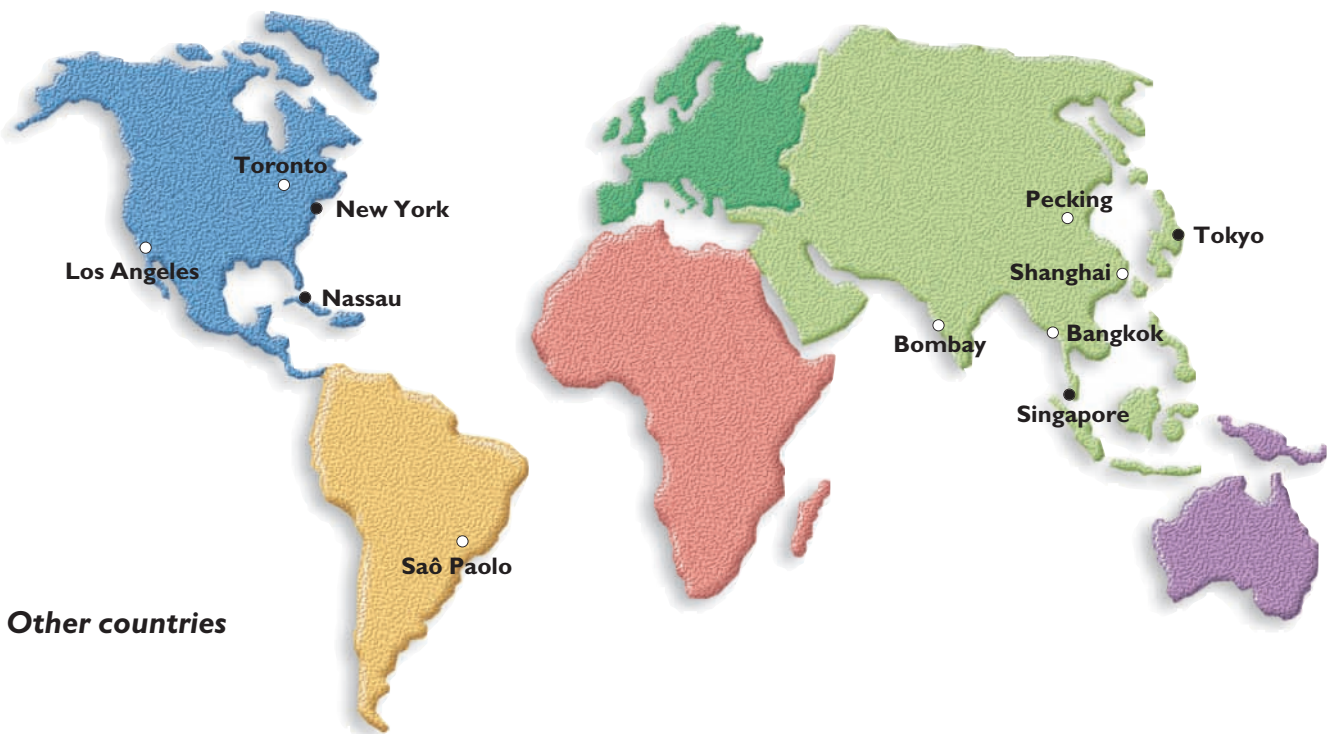 Toronto
New York
Los Angeles
Nassau
Pecking
Tokyo
Shanghai
Bombay
Bangkok
Singapore
Saô Paolo
Other countries